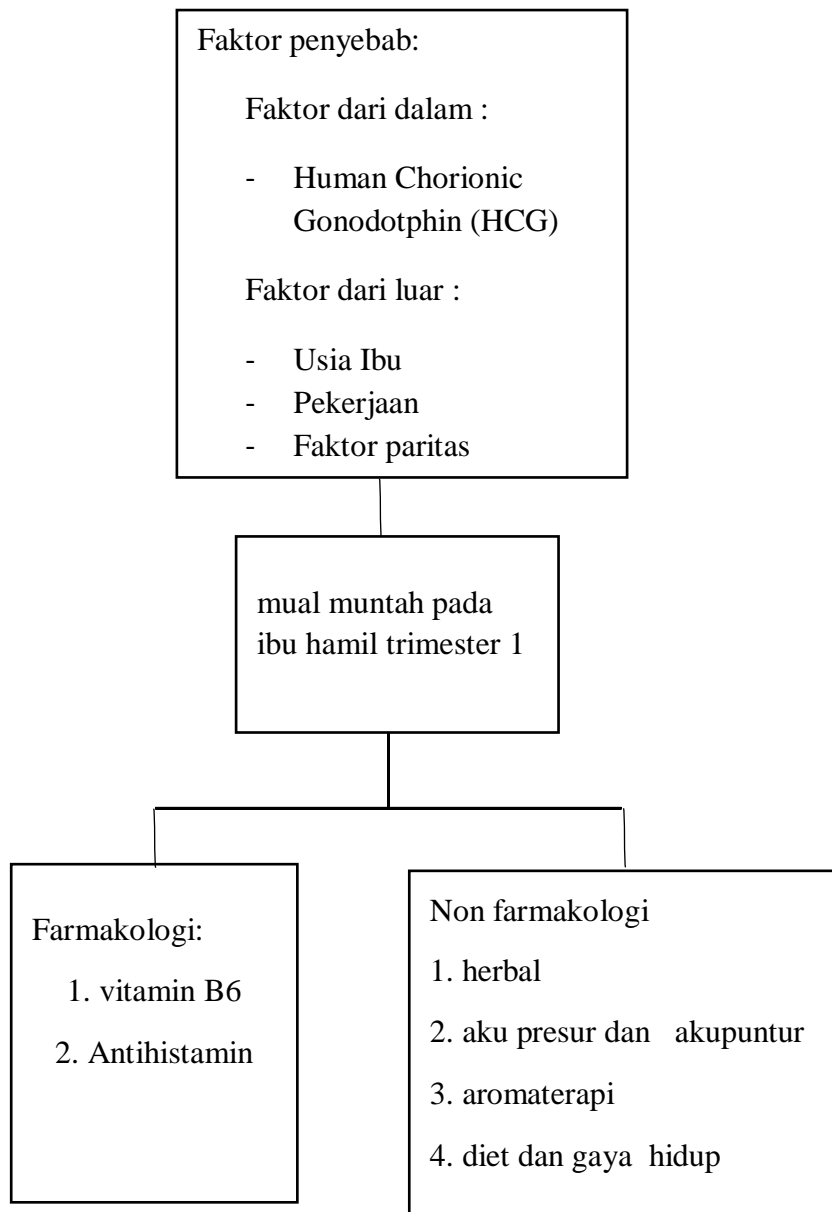 Faktor penyebab:
Faktor dari dalam :
- Human Chorionic
Gonodotphin (HCG)
Faktor dari luar :
- Usia Ibu
- Pekerjaan
- Faktor paritas
mual muntah pada
ibu hamil trimester 1
Farmakologi:
1. vitamin B6
2. Antihistamin
Non farmakologi
1. herbal
2. aku presur dan akupuntur
3. aromaterapi
4. diet dan gaya hidup